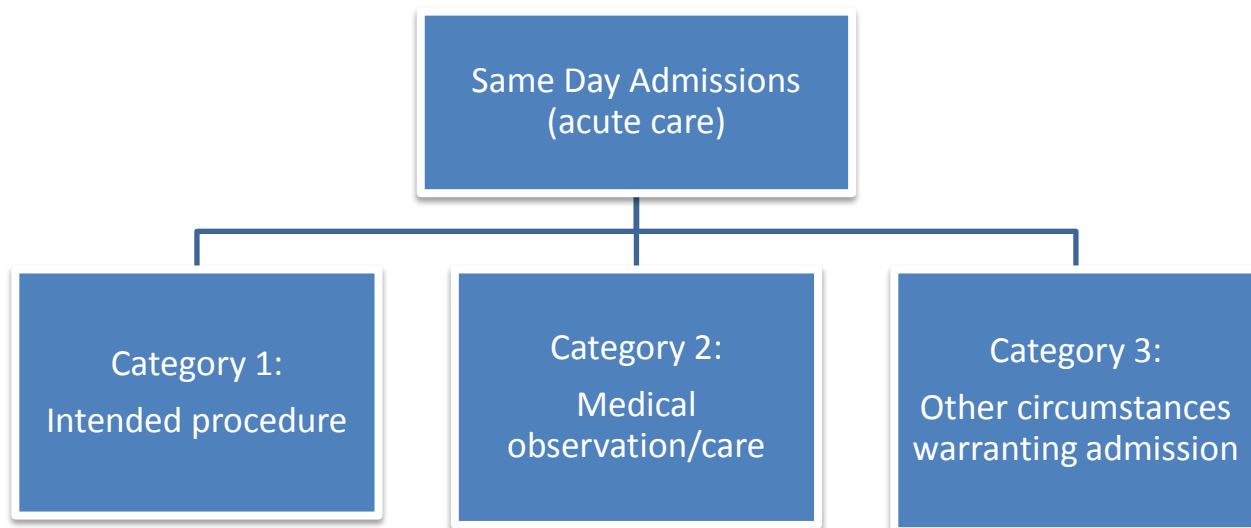 Same Day Admissions
(acute care)
Category 1:
Intended procedure
Category 2:
Medical
observation/care
Category 3:
Other circumstances
warranting admission